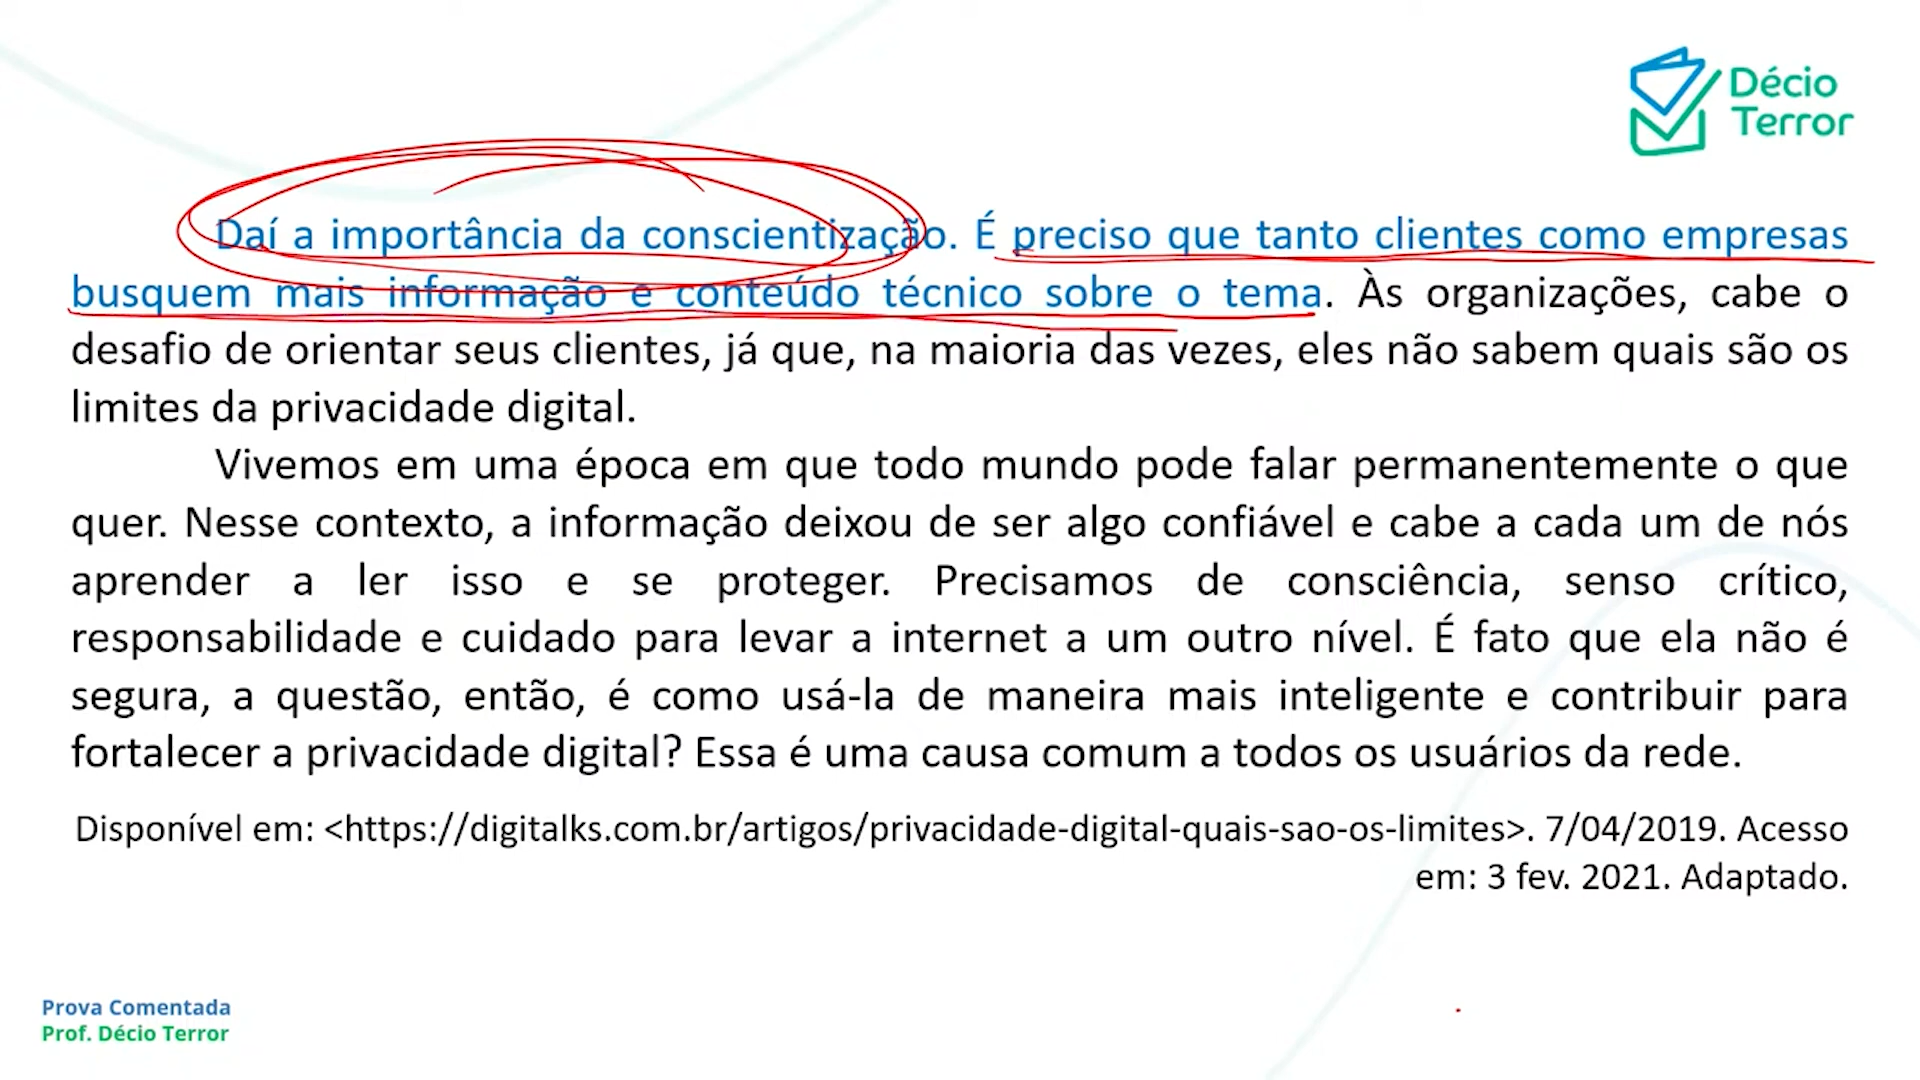 Décio
Terror
Daí a importância da conscientização. É preciso que tanto clientes como empresas
busquem mais informação e conteúdo técnico sobre o tema. Às organizações, cabe o
desafio de orientar seus clientes, já que, na maioria das vezes, eles não sabem quais são os
limites da privacidade digital.
Vivemos em uma época em que todo mundo pode falar permanentemente o que
quer. Nesse contexto, a informação deixou de ser algo confiável e cabe a cada um de nós
aprender a ler isso e se proteger. Precisamos de consciência, senso crítico,
responsabilidade e cuidado para levar a internet a um outro nível. É fato que ela não é
segura, a questão, então, é como usá-la de maneira mais inteligente e contribuir para
fortalecer a privacidade digital? Essa é uma causa comum a todos os usuários da rede.
Disponível em: <https://digitalks.com.br/artigos/privacidade-digital-quais-sao-os-limites>. 7/04/2019. Acesso
em: 3 fev. 2021. Adaptado.
Prova Comentada
Prof. Décio Terror